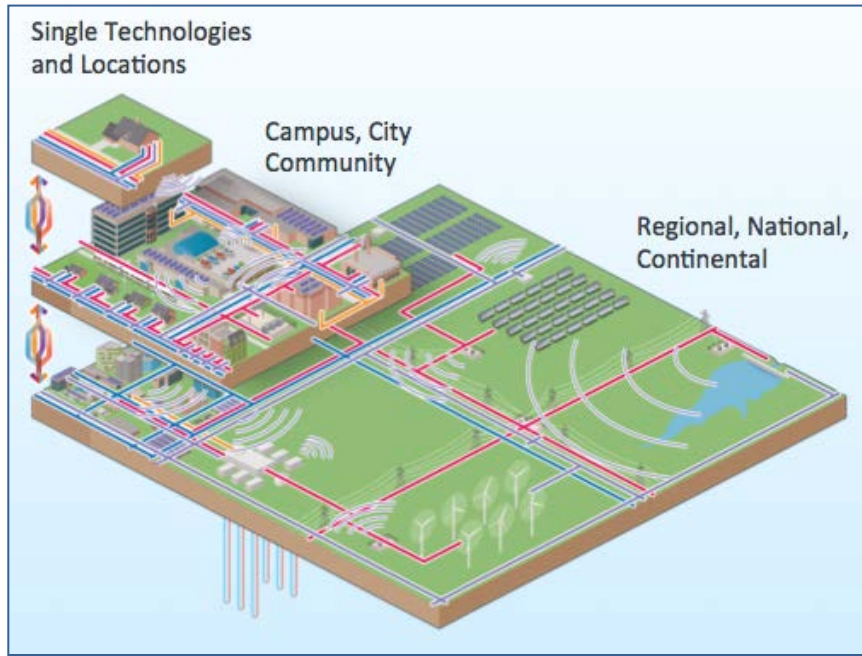 Single Technologies
and Locations
Campus, City
Community
Regional, National,
Continental